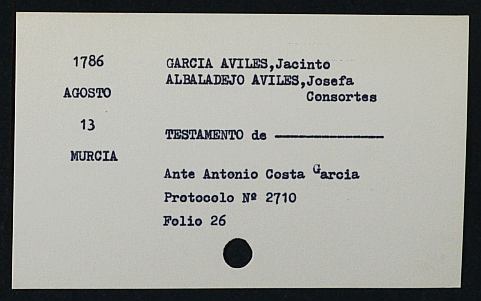 1786
AGOSTO
13
MURCIA
GARCIA AVILES,Jacinto
ALBALADEJO AVILES,Josefa
Consortes
TESTAMENTO de ————————
Ante Antonio Costa Garcia
Protocolo Nº 2710
Folio 26